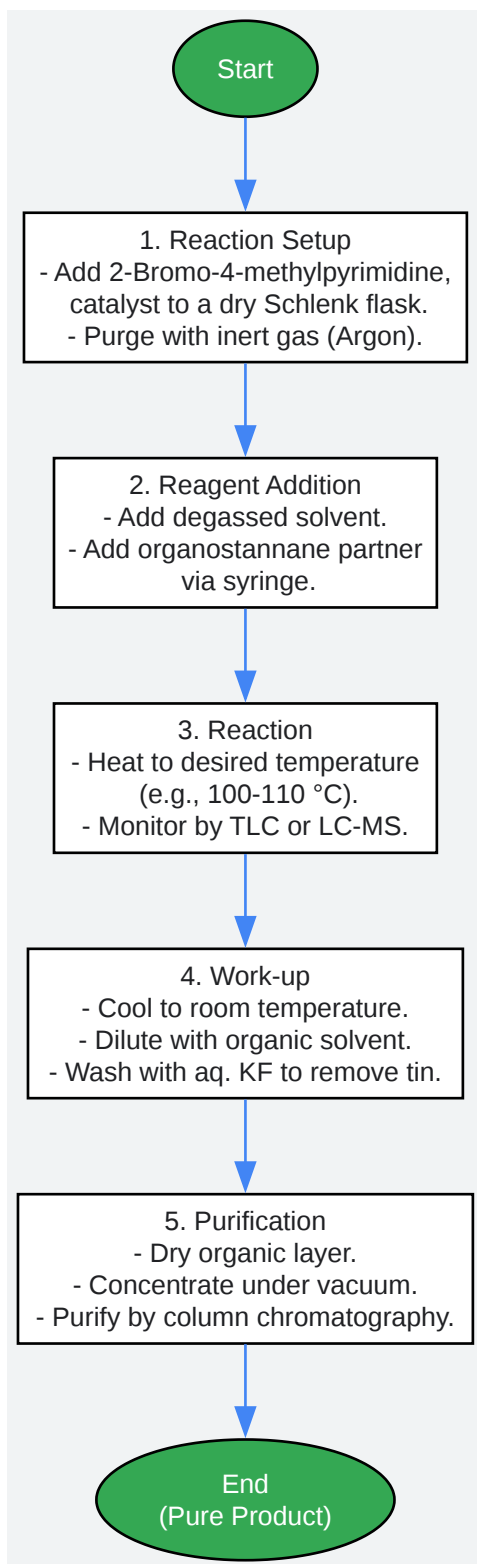 Start
1. Reaction Setup
- Add 2-Bromo-4-methylpyrimidine,
catalyst to a dry Schlenk flask.
- Purge with inert gas (Argon).
2. Reagent Addition
- Add degassed solvent.
- Add organostannane partner
via syringe.
3. Reaction
- Heat to desired temperature
(e.g., 100-110 °C).
- Monitor by TLC or LC-MS.
4. Work-up
- Cool to room temperature.
- Dilute with organic solvent.
- Wash with aq. KF to remove tin.
5. Purification
- Dry organic layer.
- Concentrate under vacuum.
- Purify by column chromatography.
End
(Pure Product)